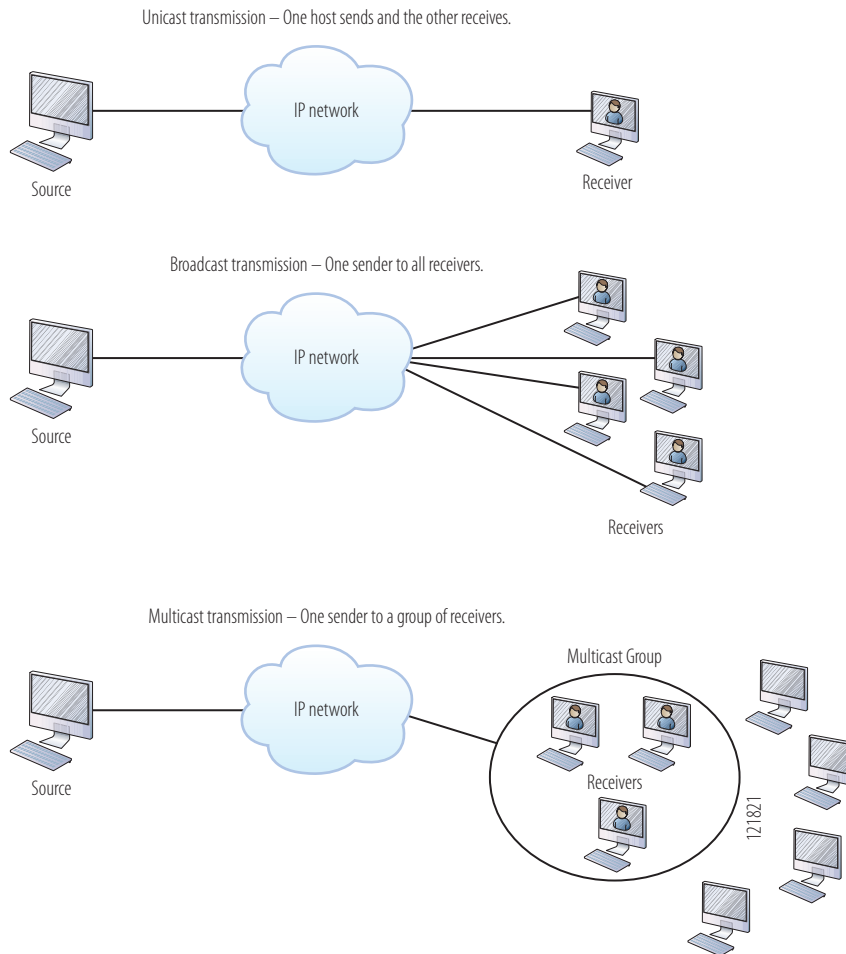 Unicast transmission – One host sends and the other receives.
IP network
Source
Receiver
Broadcast transmission – One sender to all receivers.
IP network
Source
Receivers
Multicast transmission – One sender to a group of receivers.
Multicast Group
IP network
Receivers
Source
121821